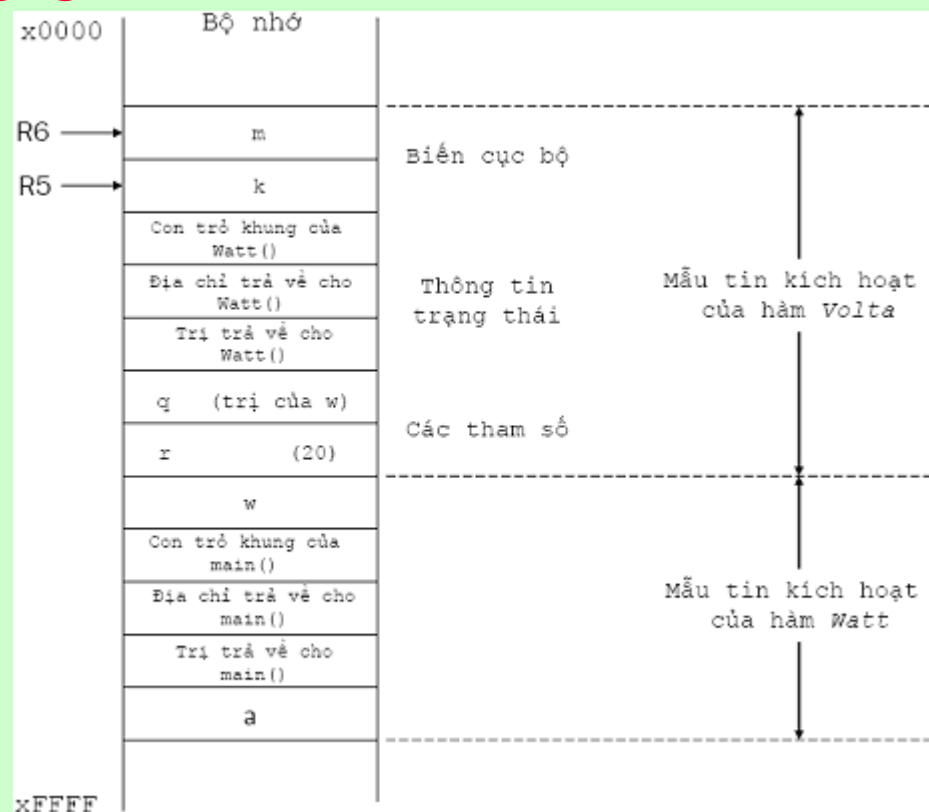 x0000
Bộ nhớ
R6
m
Biến cục bộ
R5
k
Con trỏ khung của
Watt()
Địa chỉ trả về cho
Watt()
Thông tin
trạng thái
Mẫu tin kích hoạt
của hàm Volta
Trị trả về cho
Watt()
q (trị của w)
Các tham số
r (20)
w
Con trỏ khung của
main()
Địa chỉ trả về cho
main()
Mẫu tin kích hoạt
của hàm Watt
Trị trả về cho
main()
a
xFFFF